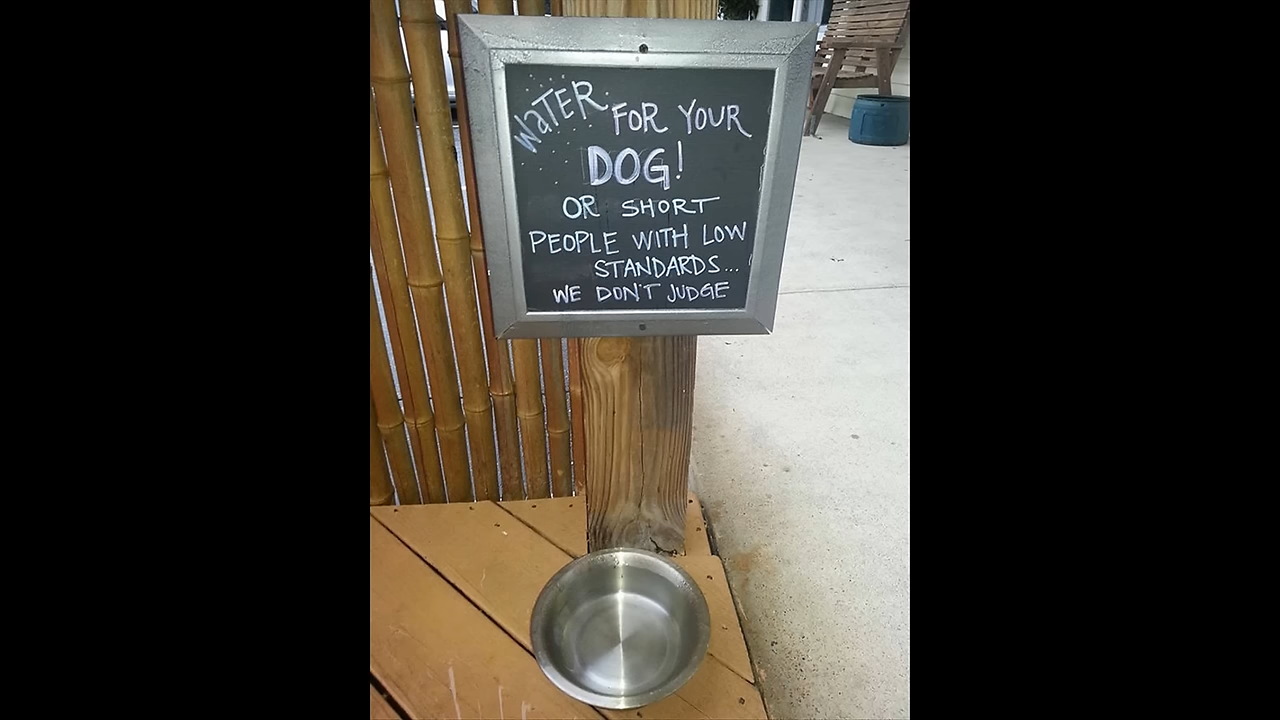 WaTER FOR YOUR
DOG!
OR SHORT
PEOPLE WITH LOW
STANDARDS...
WE DON'T JUDGE